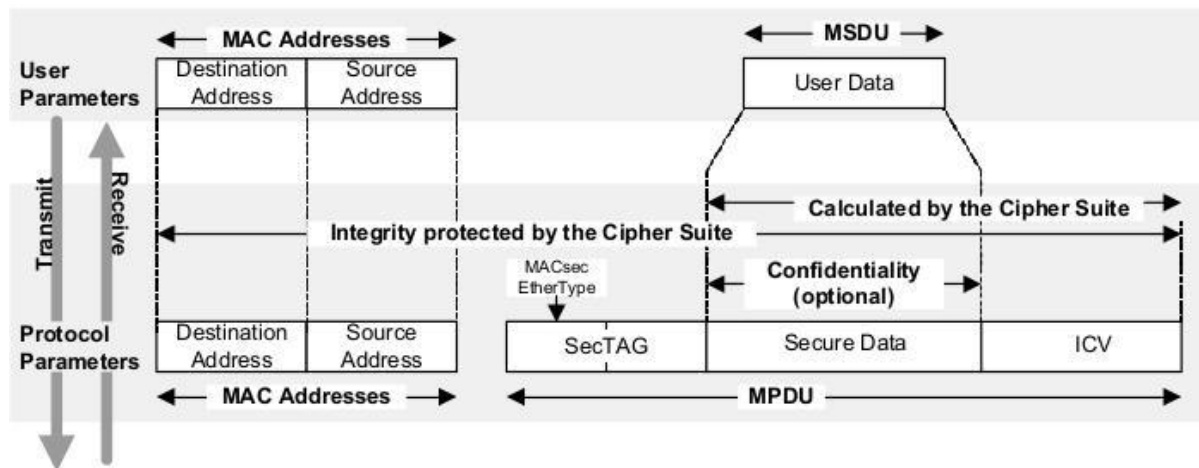 MAC Addresses
MSDU
User
Parameters
Destination
Address
Source
Address
User Data
Transmit
Receive
Calculated by the Cipher Suite
Integrity protected by the Cipher Suite
MACsec
EtherType
Confidentiality
(optional)
Protocol
Parameters
Destination
Address
Source
Address
SecTAG
Secure Data
ICV
MAC Addresses
MPDU